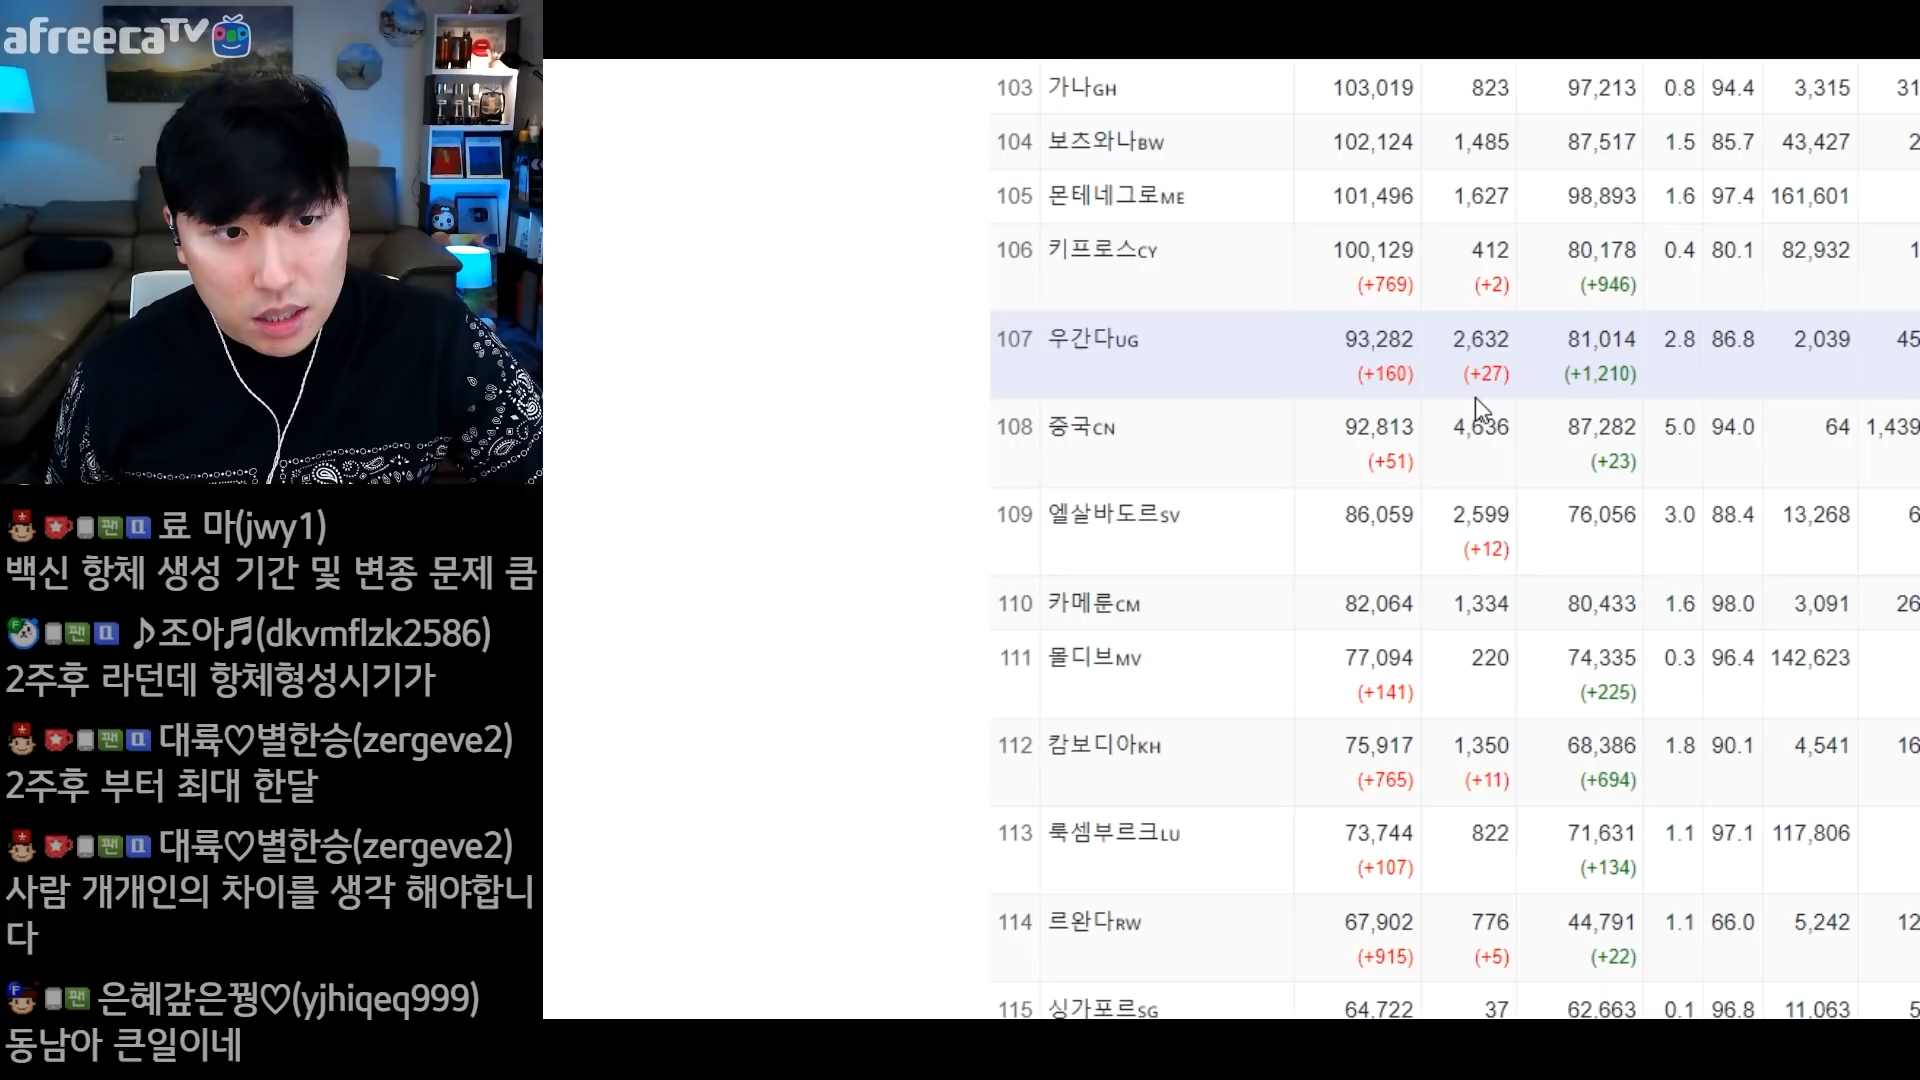 afreecaTV
료 마(jwy1)
백신 항체 생성 기간 및 변종 문제 큼
♪조아♬(dkvmflzk2586)
2주후 라던데 항체형성시기가
대륙♡별한승(zergeve2)
2주후 부터 최대 한달
대륙♡별한승(zergeve2)
사람 개개인의 차이를 생각 해야합니
다
은혜갚은꿩♡(yjhiqeq999)
동남아 큰일이네
103 가나GH 103,019 823 97,213 0.8 94.4 3,315 31
104 보츠와나BW 102,124 1,485 87,517 1.5 85.7 43,427 2
105 몬테네그로ME 101,496 1,627 98,893 1.6 97.4 161,601
106 키프로스CY 100,129 412 80,178 0.4 80.1 82,932 1
(+769) (+2) (+946)
107 우간다UG 93,282 2,632 81,014 2.8 86.8 2,039 45
(+160) (+27) (+1,210)
108 중국CN 92,813 4,636 87,282 5.0 94.0 64 1,439
(+51) (+23)
109 엘살바도르SV 86,059 2,599 76,056 3.0 88.4 13,268 6
(+12)
110 카메룬CM 82,064 1,334 80,433 1.6 98.0 3,091 26
111 몰디브MV 77,094 220 74,335 0.3 96.4 142,623
(+141) (+225)
112 캄보디아KH 75,917 1,350 68,386 1.8 90.1 4,541 16
(+765) (+11) (+694)
113 룩셈부르크LU 73,744 822 71,631 1.1 97.1 117,806
(+107) (+134)
114 르완다RW 67,902 776 44,791 1.1 66.0 5,242 12
(+915) (+5) (+22)
115 싱가포르SG 64,722 37 62,663 0.1 96.8 11,063 5